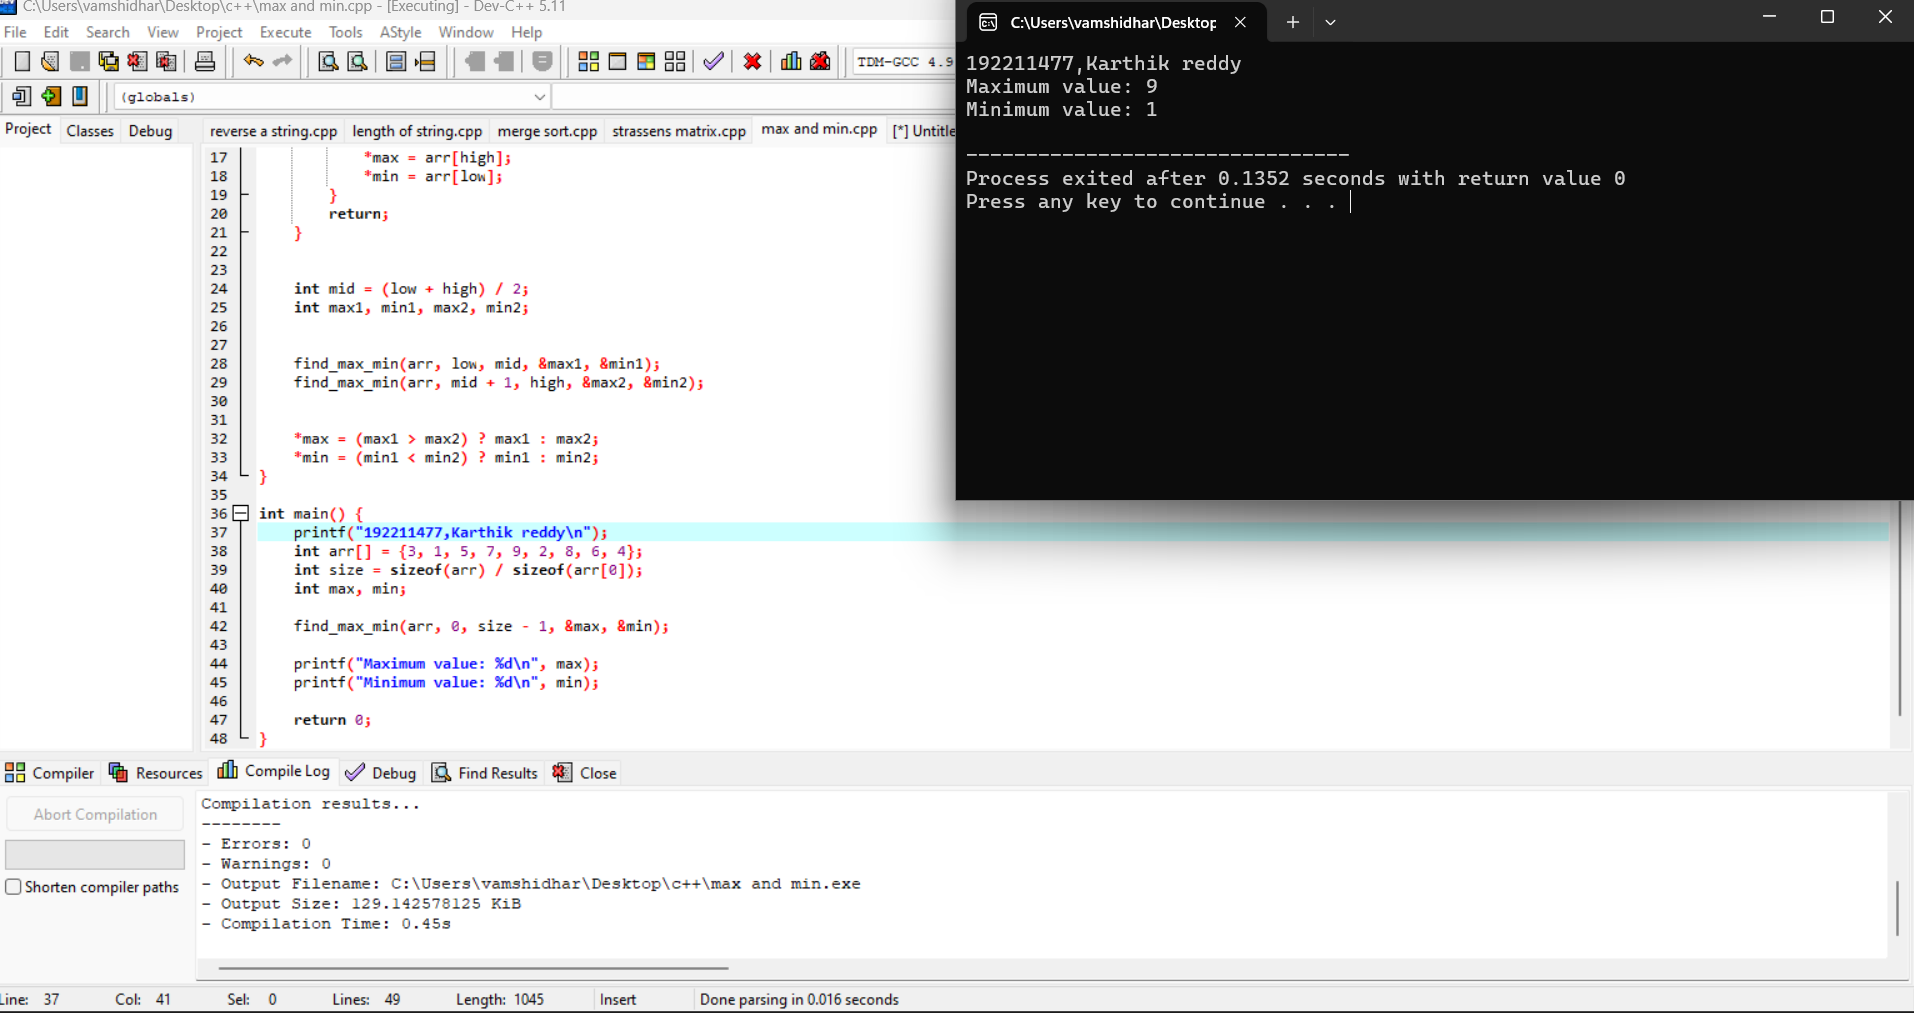 C:\Users\vamshidhar\Desktop\c++\max and min.cpp - [Executing] - Dev-C++ 5.11
File Edit Search View Project Execute Tools AStyle Window Help
TDM-GCC 4.9
(globals)
Project Classes Debug
reverse a string.cpp length of string.cpp merge sort.cpp strassens matrix.cpp max and min.cpp [*] Untitle
17 *max = arr[high];
18 *min = arr[low];
19 }
20 return;
21 }
22
23
24 int mid = (low + high) / 2;
25 int max1, min1, max2, min2;
26
27
28 find_max_min(arr, low, mid, &max1, &min1);
29 find_max_min(arr, mid + 1, high, &max2, &min2);
30
31
32 *max = (max1 > max2) ? max1 : max2;
33 *min = (min1 < min2) ? min1 : min2;
34 }
35
36 int main() {
37 printf("192211477,Karthik reddy\n");
38 int arr[] = {3, 1, 5, 7, 9, 2, 8, 6, 4};
39 int size = sizeof(arr) / sizeof(arr[0]);
40 int max, min;
41
42 find_max_min(arr, 0, size - 1, &max, &min);
43
44 printf("Maximum value: %d\n", max);
45 printf("Minimum value: %d\n", min);
46
47 return 0;
48 }
C:\Users\vamshidhar\Desktop
192211477,Karthik reddy
Maximum value: 9
Minimum value: 1
--------------------------------
Process exited after 0.1352 seconds with return value 0
Press any key to continue . . .
Compiler Resources Compile Log Debug Find Results Close
Abort Compilation
Shorten compiler paths
Compilation results...
--------
- Errors: 0
- Warnings: 0
- Output Filename: C:\Users\vamshidhar\Desktop\c++\max and min.exe
- Output Size: 129.142578125 KiB
- Compilation Time: 0.45s
Line: 37 Col: 41 Sel: 0 Lines: 49 Length: 1045 Insert Done parsing in 0.016 seconds